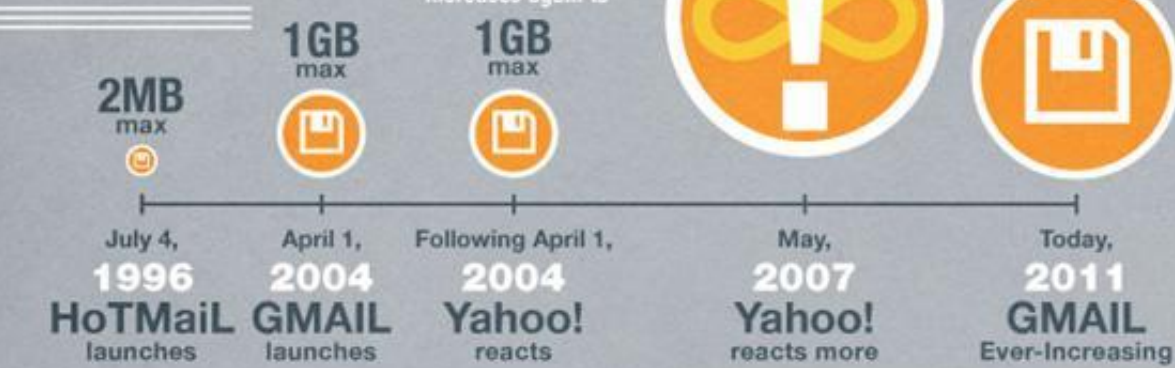 1GB
max
1GB
max
2MB
max
July 4,
1996
HoTMaiL
launches
April 1,
2004
GMAIL
launches
Following April 1,
2004
Yahoo!
reacts
May,
2007
Yahoo!
reacts more
Today,
2011
GMAIL
Ever-Increasing